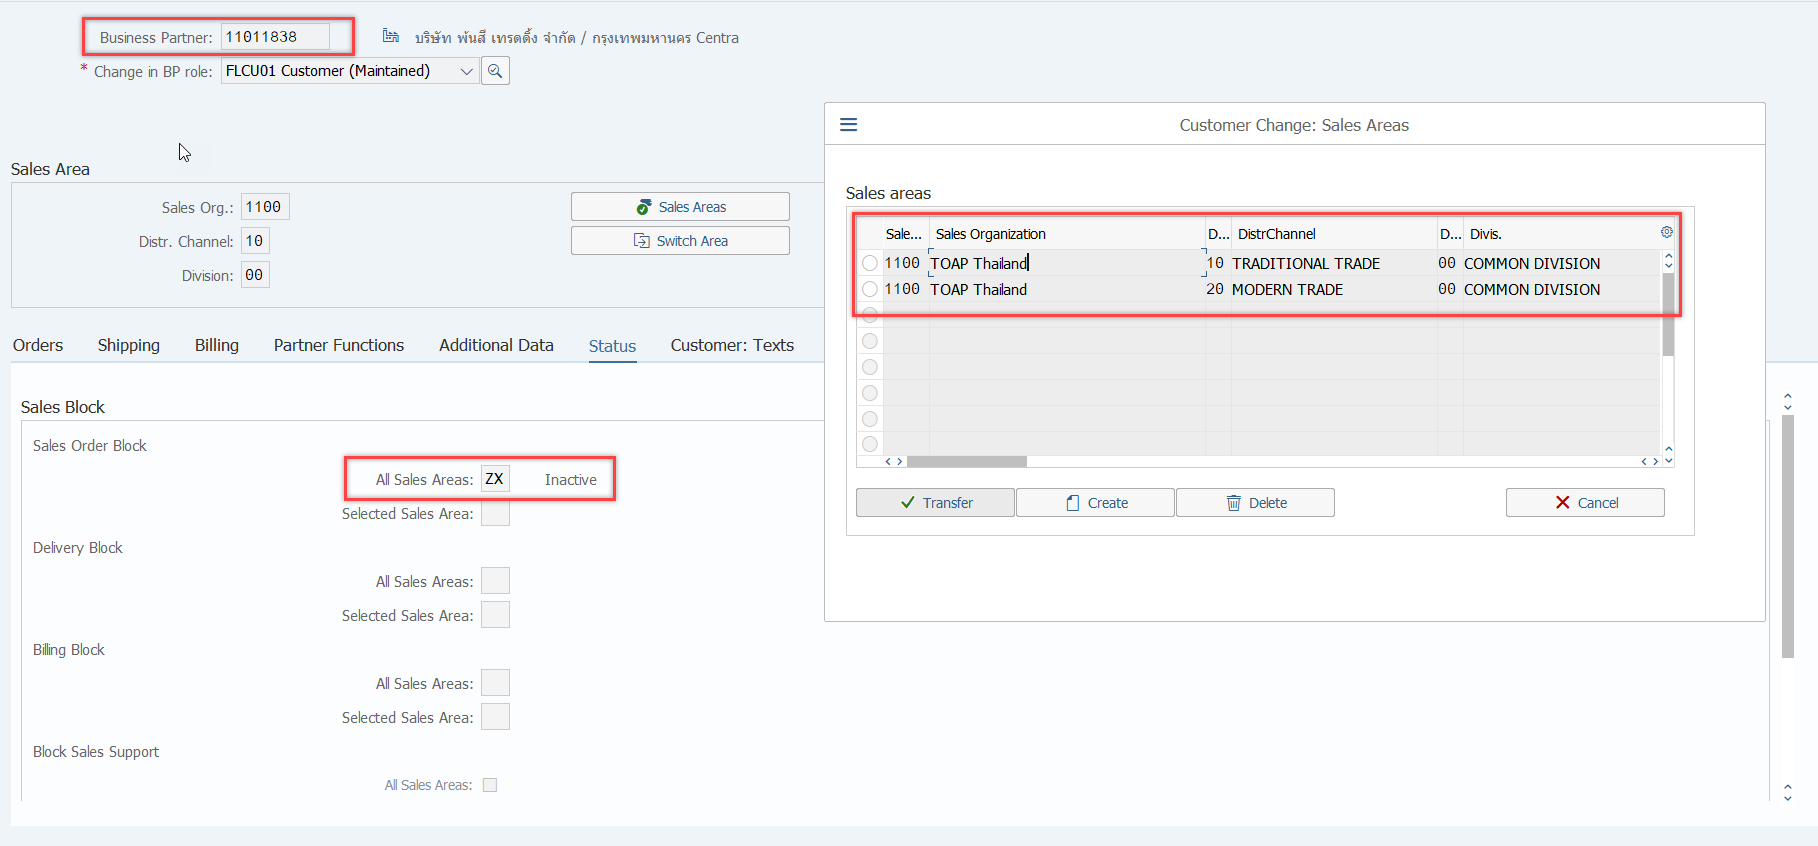 Business Partner: 11011838 บริษัท พ้นสี เทรดดิ้ง จำกัด / กรุงเทพมหานคร Centra
* Change in BP role: FLCU01 Customer (Maintained)
Sales Area
Sales Org.: 1100
Distr. Channel: 10
Division: 00
Sales Areas
Switch Area
Orders Shipping Billing Partner Functions Additional Data Status Customer: Texts
Sales Block
Sales Order Block
All Sales Areas: ZX Inactive
Selected Sales Area:
Delivery Block
All Sales Areas:
Selected Sales Area:
Billing Block
All Sales Areas:
Selected Sales Area:
Block Sales Support
All Sales Areas:
Customer Change: Sales Areas
Sales areas
Sale... Sales Organization D... DistrChannel D... Divis.
1100 TOAP Thailand 10 TRADITIONAL TRADE 00 COMMON DIVISION
1100 TOAP Thailand 20 MODERN TRADE 00 COMMON DIVISION
Transfer Create Delete Cancel